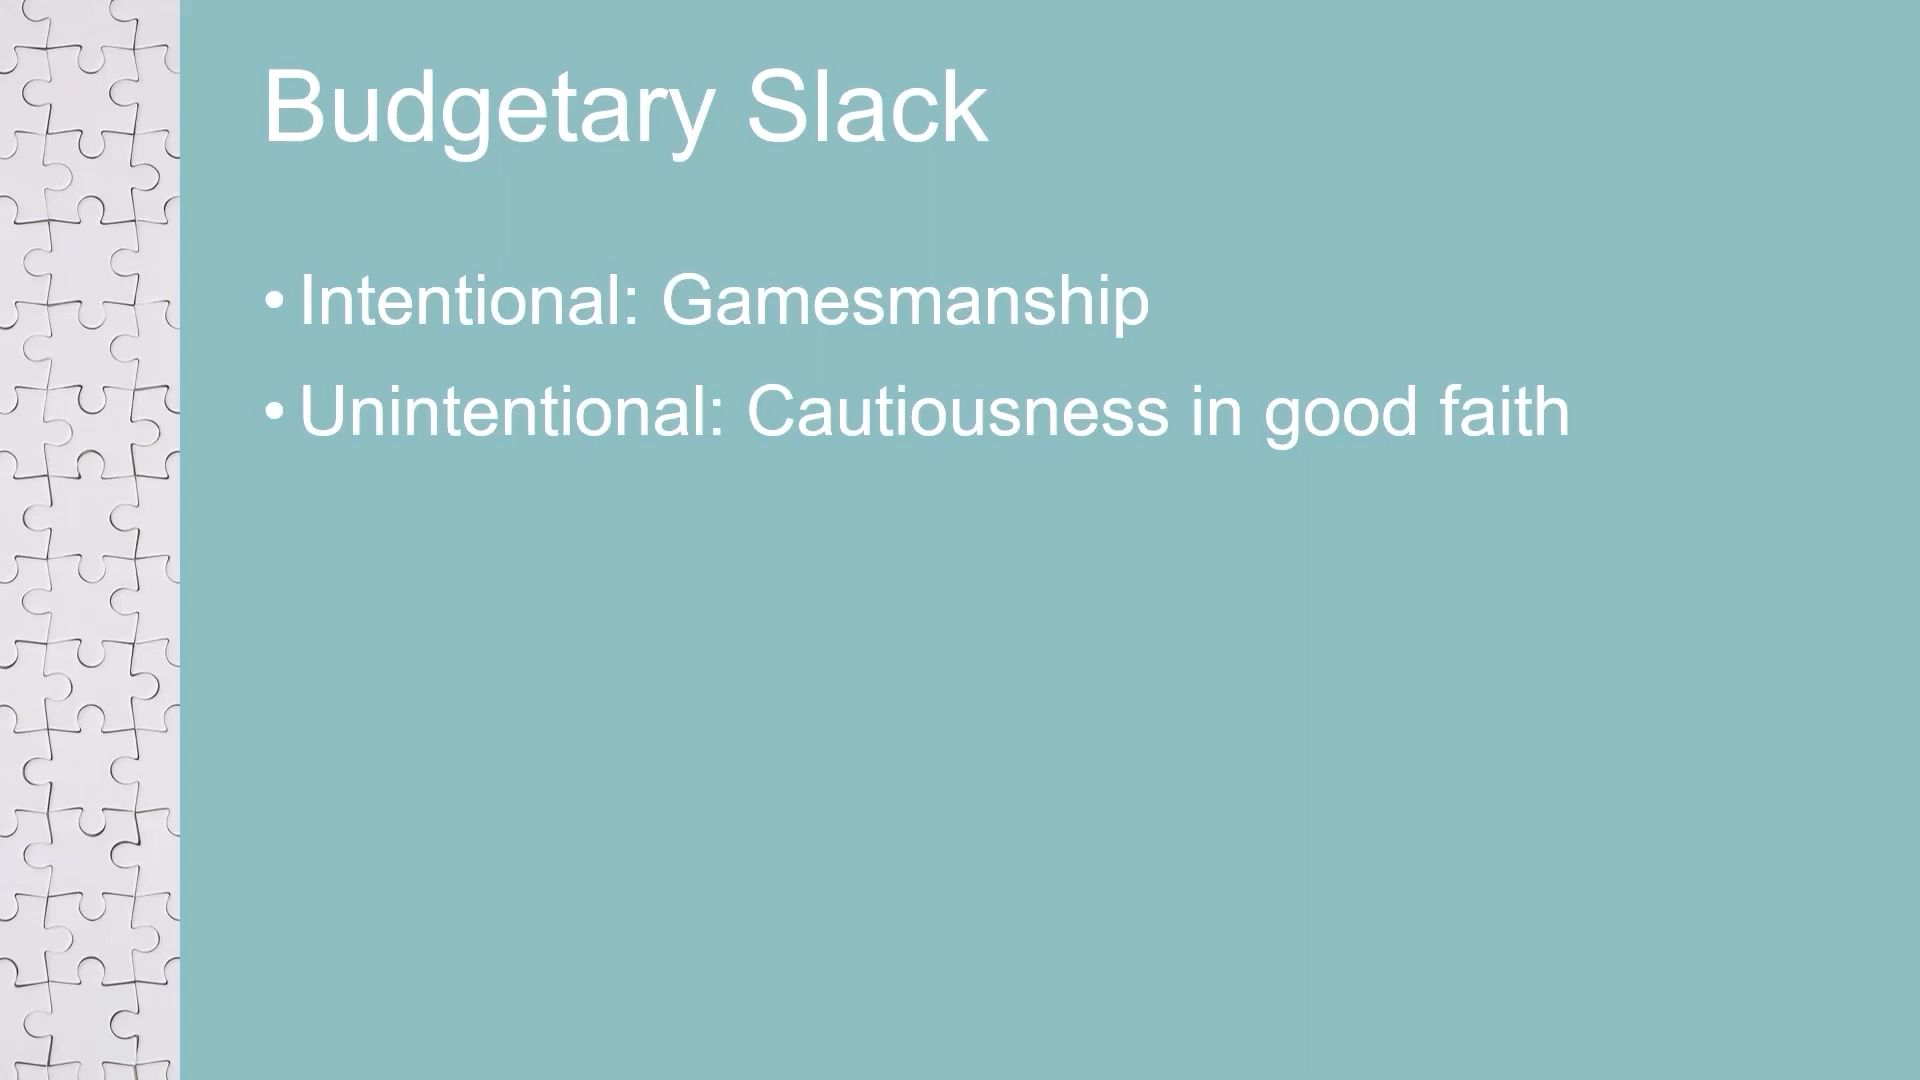 Budgetary Slack
• Intentional: Gamesmanship
• Unintentional: Cautiousness in good faith